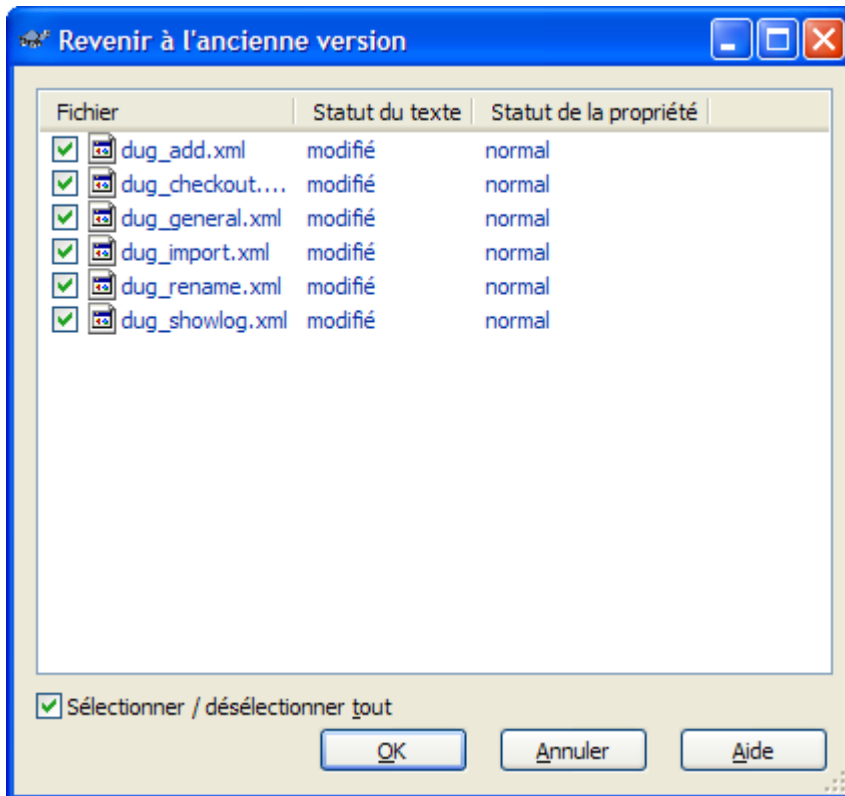 Revenir à l'ancienne version
Fichier Statut du texte Statut de la propriété
dug_add.xml modifié normal
dug_checkout.... modifié normal
dug_general.xml modifié normal
dug_import.xml modifié normal
dug_rename.xml modifié normal
dug_showlog.xml modifié normal
Sélectionner / désélectionner tout
OK Annuler Aide